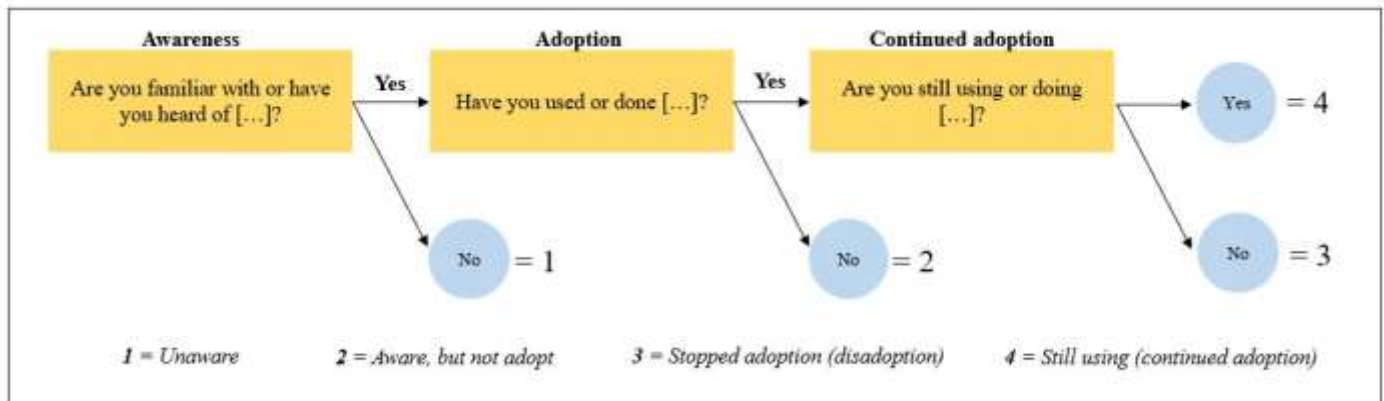 Awareness
Are you familiar with or have
you heard of [...]?
Yes
Adoption
Have you used or done [...]?
Yes
Continued adoption
Are you still using or doing
[...]?
Yes = 4
No = 1
No = 2
No = 3
1 = Unaware
2 = Aware, but not adopt
3 = Stopped adoption (disadoption)
4 = Still using (continued adoption)